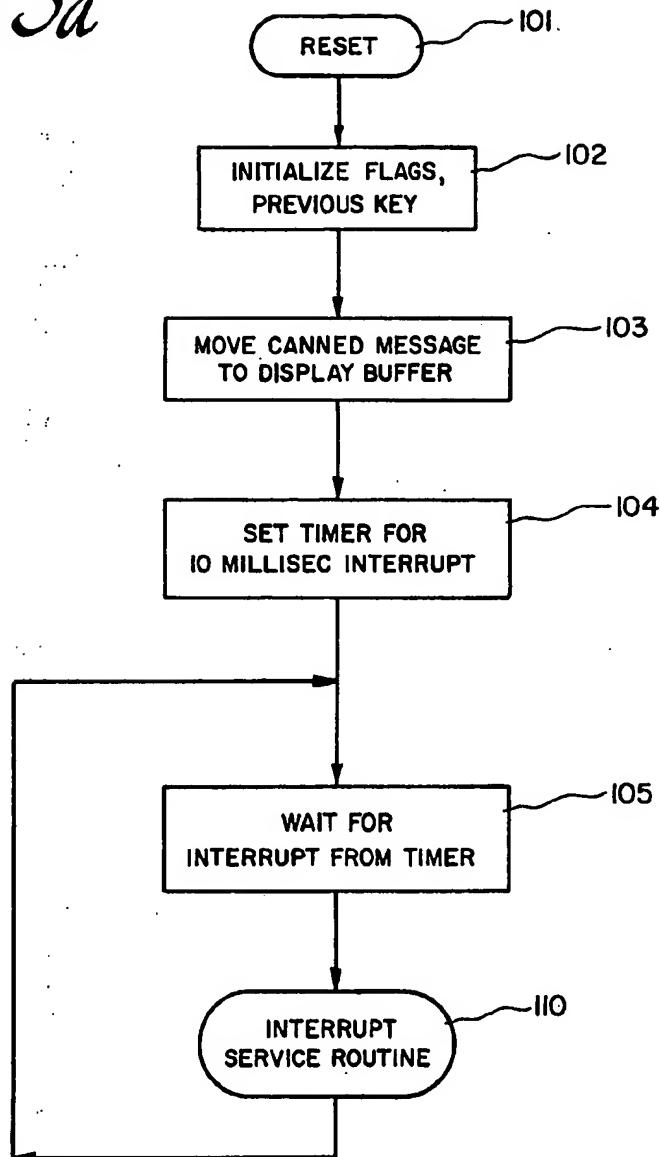 3a
RESET
101
INITIALIZE FLAGS,
PREVIOUS KEY
102
MOVE CANNED MESSAGE
TO DISPLAY BUFFER
103
SET TIMER FOR
10 MILLISEC INTERRUPT
104
WAIT FOR
INTERRUPT FROM TIMER
105
INTERRUPT
SERVICE ROUTINE
110